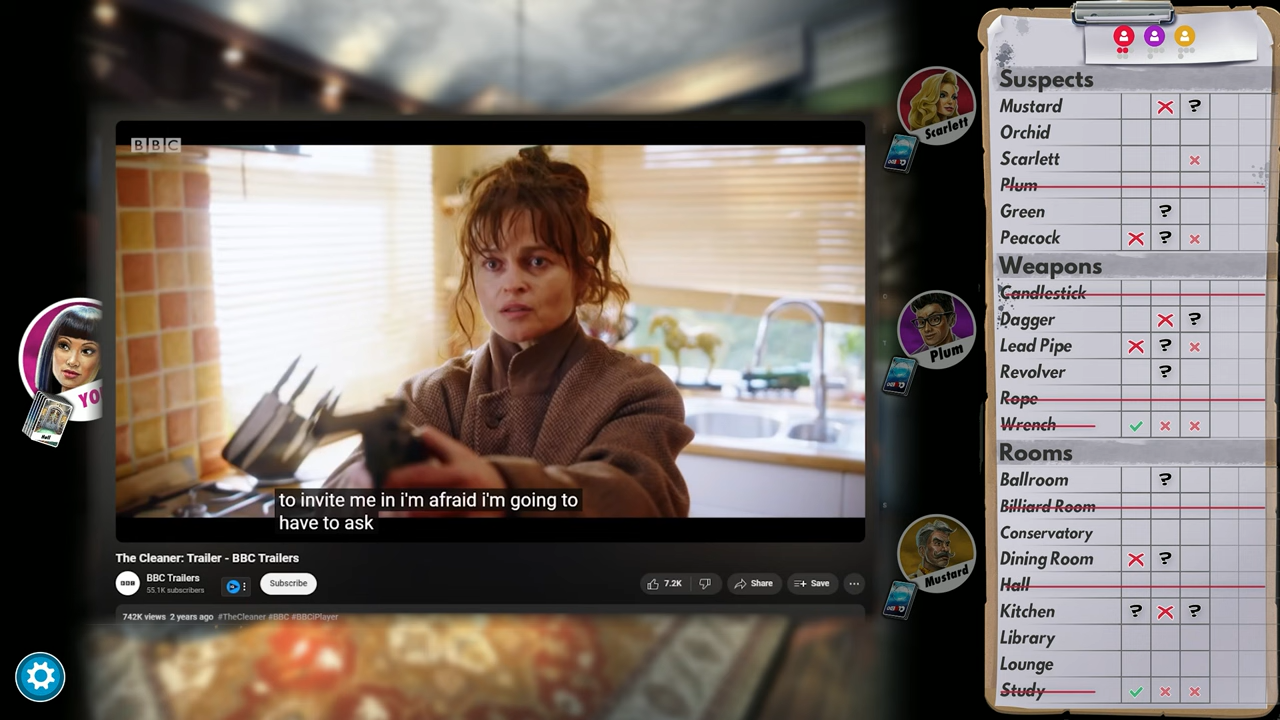 BBC
to invite me in i'm afraid i'm going to
have to ask
The Cleaner: Trailer - BBC Trailers
BBC Trailers
55.1K subscribers
Subscribe
7.2K
Share
Save
742K views 2 years ago #TheCleaner #BBC #BBCiPlayer
YO
Hall
Scarlett
Plum
Mustard
Suspects
Mustard ?
Orchid
Scarlett
Plum
Green ?
Peacock ?
Weapons
Candlestick
Dagger ?
Lead Pipe ?
Revolver ?
Rope
Wrench
Rooms
Ballroom ?
Billiard Room
Conservatory
Dining Room ?
Hall
Kitchen ? ?
Library
Lounge
Study